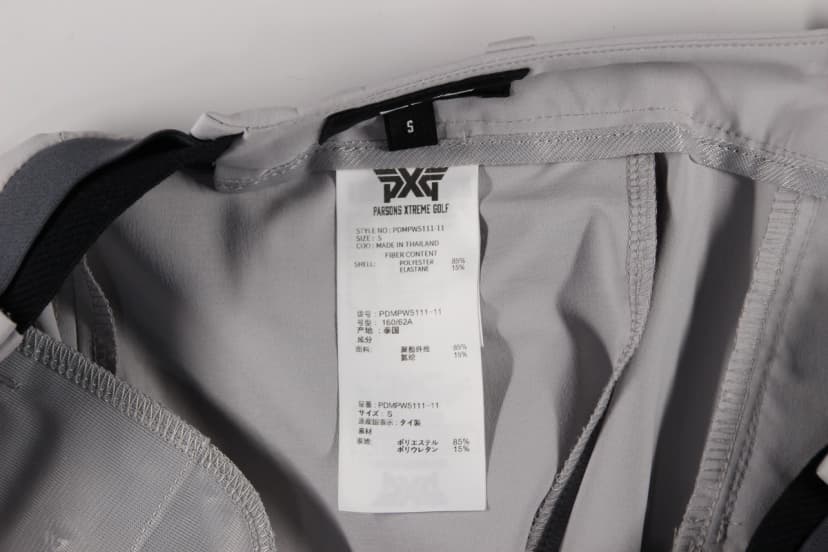 S
PXG
PARSONS XTREME GOLF
STYLE NO : PDMPW5111-11
SIZE : S
COO : MADE IN THAILAND
FIBER CONTENT
SHELL: POLYESTER 85%
ELASTANE 15%
款号 : PDMPW5111-11
号型 : 160/62A
产地 : 泰国
成分
面料: 聚酯纤维 85%
氨纶 15%
品番 : PDMPW5111-11
サイズ : S
原産国表示 : タイ製
素材
表地: ポリエステル 85%
ポリウレタン 15%